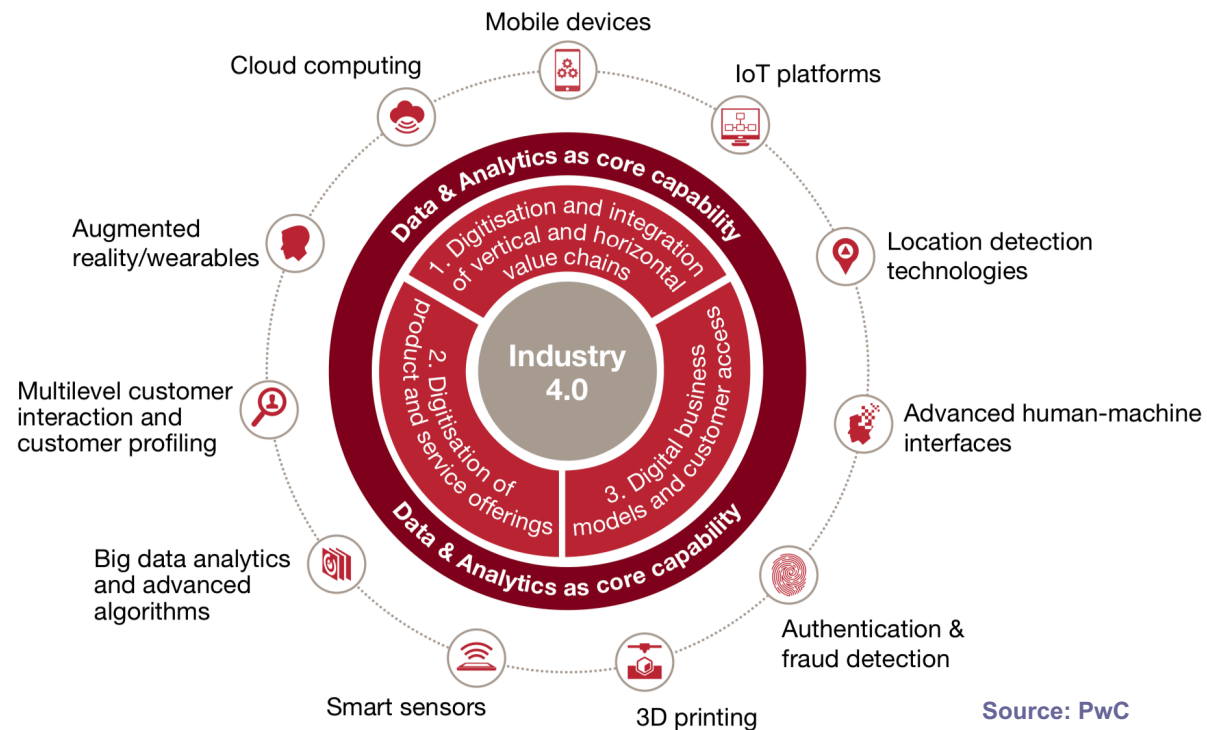 Mobile devices
Cloud computing
IoT platforms
Data & Analytics as core capability
1. Digitisation and integration
of vertical and horizontal
value chains
Augmented
reality/wearables
Location detection
technologies
Industry
4.0
2. Digitisation of
product and service offerings
3. Digital business
models and customer access
Multilevel customer
interaction and
customer profiling
Advanced human-machine
interfaces
Data & Analytics as core capability
Big data analytics
and advanced
algorithms
Authentication &
fraud detection
Smart sensors
3D printing
Source: PwC